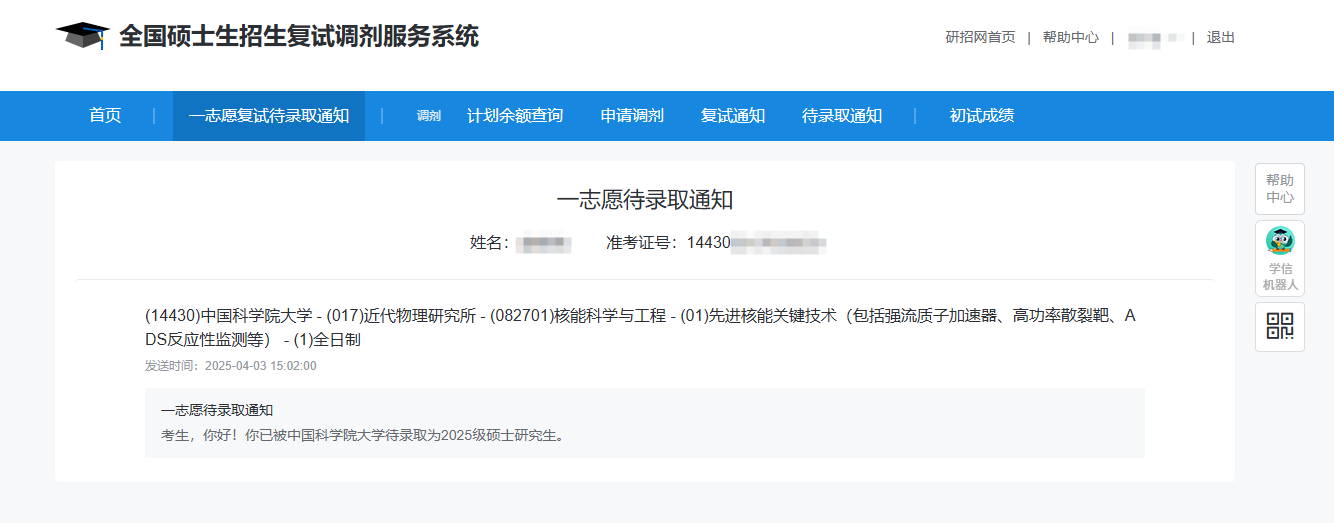 全国硕士生招生复试调剂服务系统
研招网首页 | 帮助中心 | | 退出
首页 | 一志愿复试待录取通知 | 调剂 计划余额查询 申请调剂 复试通知 待录取通知 | 初试成绩
一志愿待录取通知
姓名： 准考证号：14430
(14430)中国科学院大学 - (017)近代物理研究所 - (082701)核能科学与工程 - (01)先进核能关键技术（包括强流质子加速器、高功率散裂靶、A
DS反应性监测等） - (1)全日制
发送时间：2025-04-03 15:02:00
一志愿待录取通知
考生，你好！你已被中国科学院大学待录取为2025级硕士研究生。
帮助
中心
学信
机器人